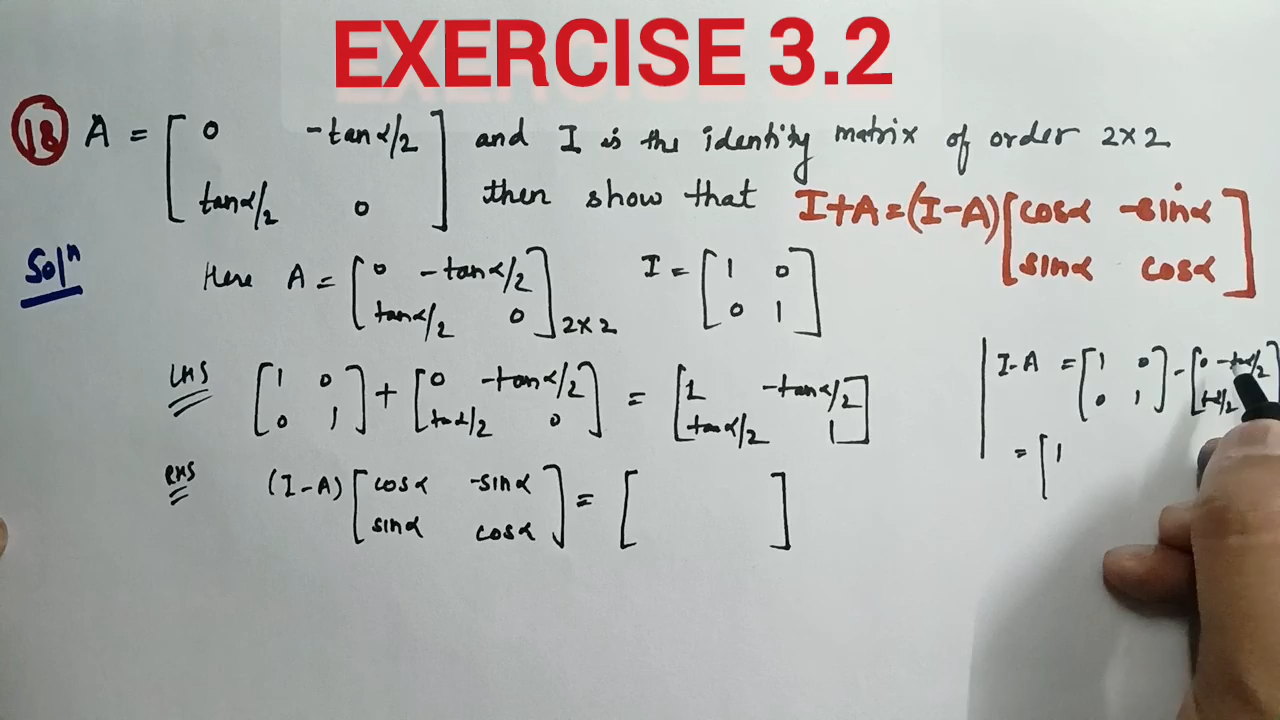 EXERCISE 3.2
18 A = [ 0 -tanα/2 ] and I is the identity matrix of order 2×2
[ tanα/2 0 ] then show that I+A=(I-A)[ cosα -sinα ]
[ sinα cosα ]
Solⁿ Here A = [ 0 -tanα/2 ] I = [ 1 0 ]
[ tanα/2 0 ]2×2 [ 0 1 ]
LHS [ 1 0 ] + [ 0 -tanα/2 ] = [ 1 -tanα/2 ]
[ 0 1 ] [ tanα/2 0 ] [ tanα/2 1 ]
RHS (I-A)[ cosα -sinα ] = [ ]
[ sinα cosα ]
I-A = [ 1 0 ] - [ 0 -tanα/2 ]
[ 0 1 ] [ tanα/2
= [ 1